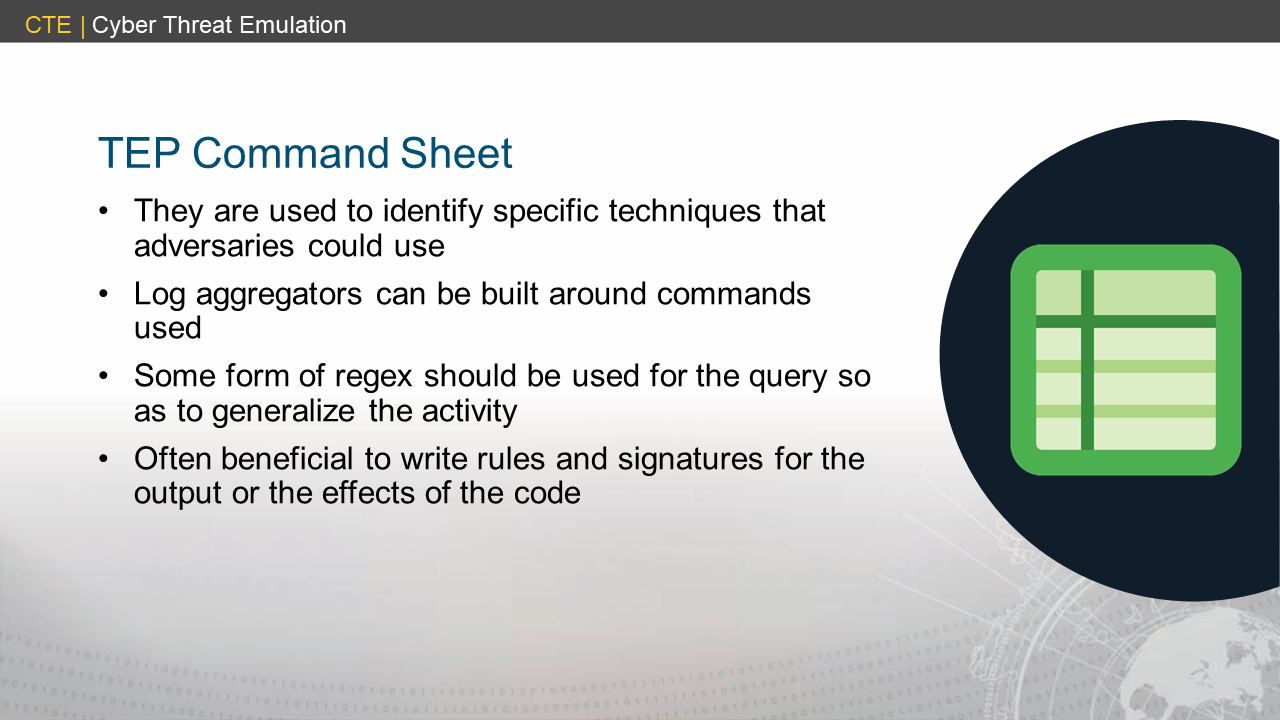 CTE | Cyber Threat Emulation
TEP Command Sheet
• They are used to identify specific techniques that
adversaries could use
• Log aggregators can be built around commands
used
• Some form of regex should be used for the query so
as to generalize the activity
• Often beneficial to write rules and signatures for the
output or the effects of the code